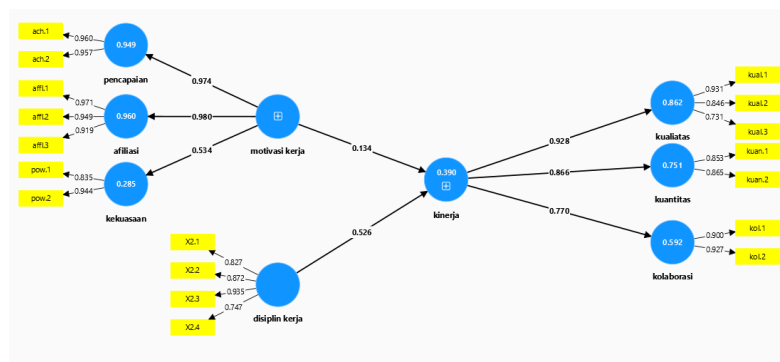 ach.1
0.960
0.949
ach.2
0.957
pencapaian
0.974
affl.1
0.971
affl.2
0.949
0.960
affl.3
0.919
afiliasi
0.980
motivasi kerja
0.534
pow.1
0.835
0.285
pow.2
0.944
kekuasaan
0.134
0.390
kinerja
0.526
X2.1
0.827
X2.2
0.872
X2.3
0.935
X2.4
0.747
disiplin kerja
0.928
0.862
kualiatas
0.931
kual.1
0.846
kual.2
0.731
kual.3
0.866
0.751
kuantitas
0.853
kuan.1
0.865
kuan.2
0.770
0.592
kolaborasi
0.900
kol.1
0.927
kol.2